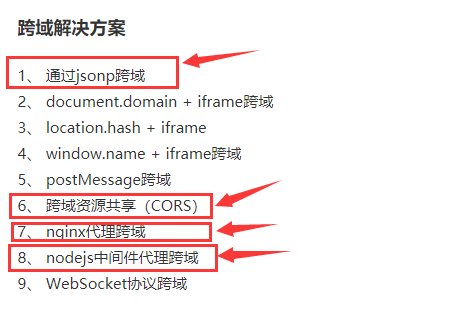 跨域解决方案
1、 通过jsonp跨域
2、 document.domain + iframe跨域
3、 location.hash + iframe
4、 window.name + iframe跨域
5、 postMessage跨域
6、 跨域资源共享（CORS）
7、 nginx代理跨域
8、 nodejs中间件代理跨域
9、 WebSocket协议跨域